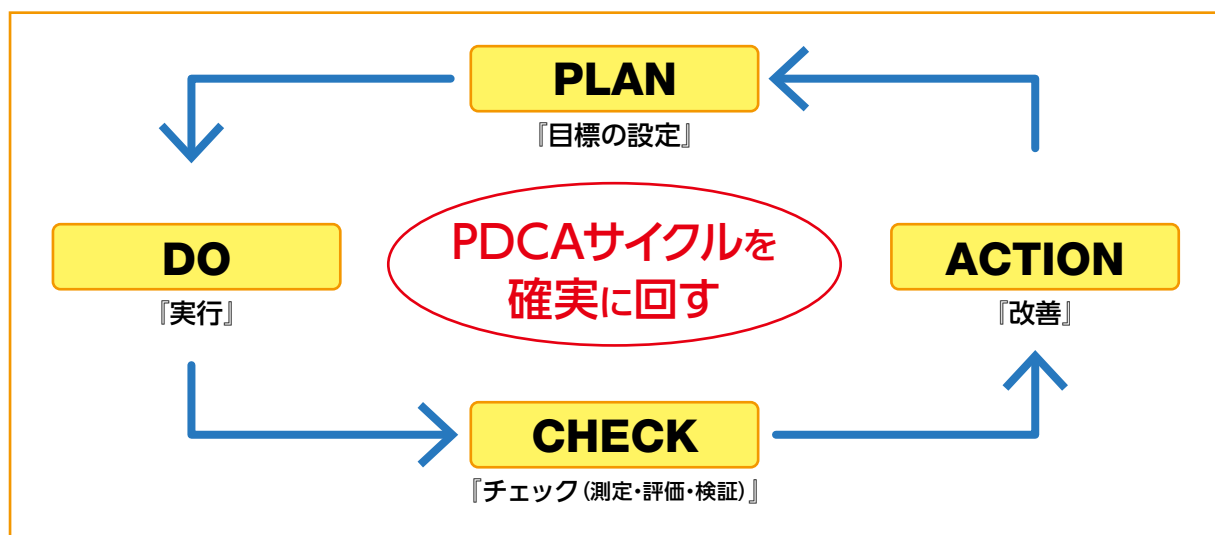 PLAN
『目標の設定』
DO
『実行』
PDCAサイクルを
確実に回す
ACTION
『改善』
CHECK
『チェック(測定・評価・検証)』